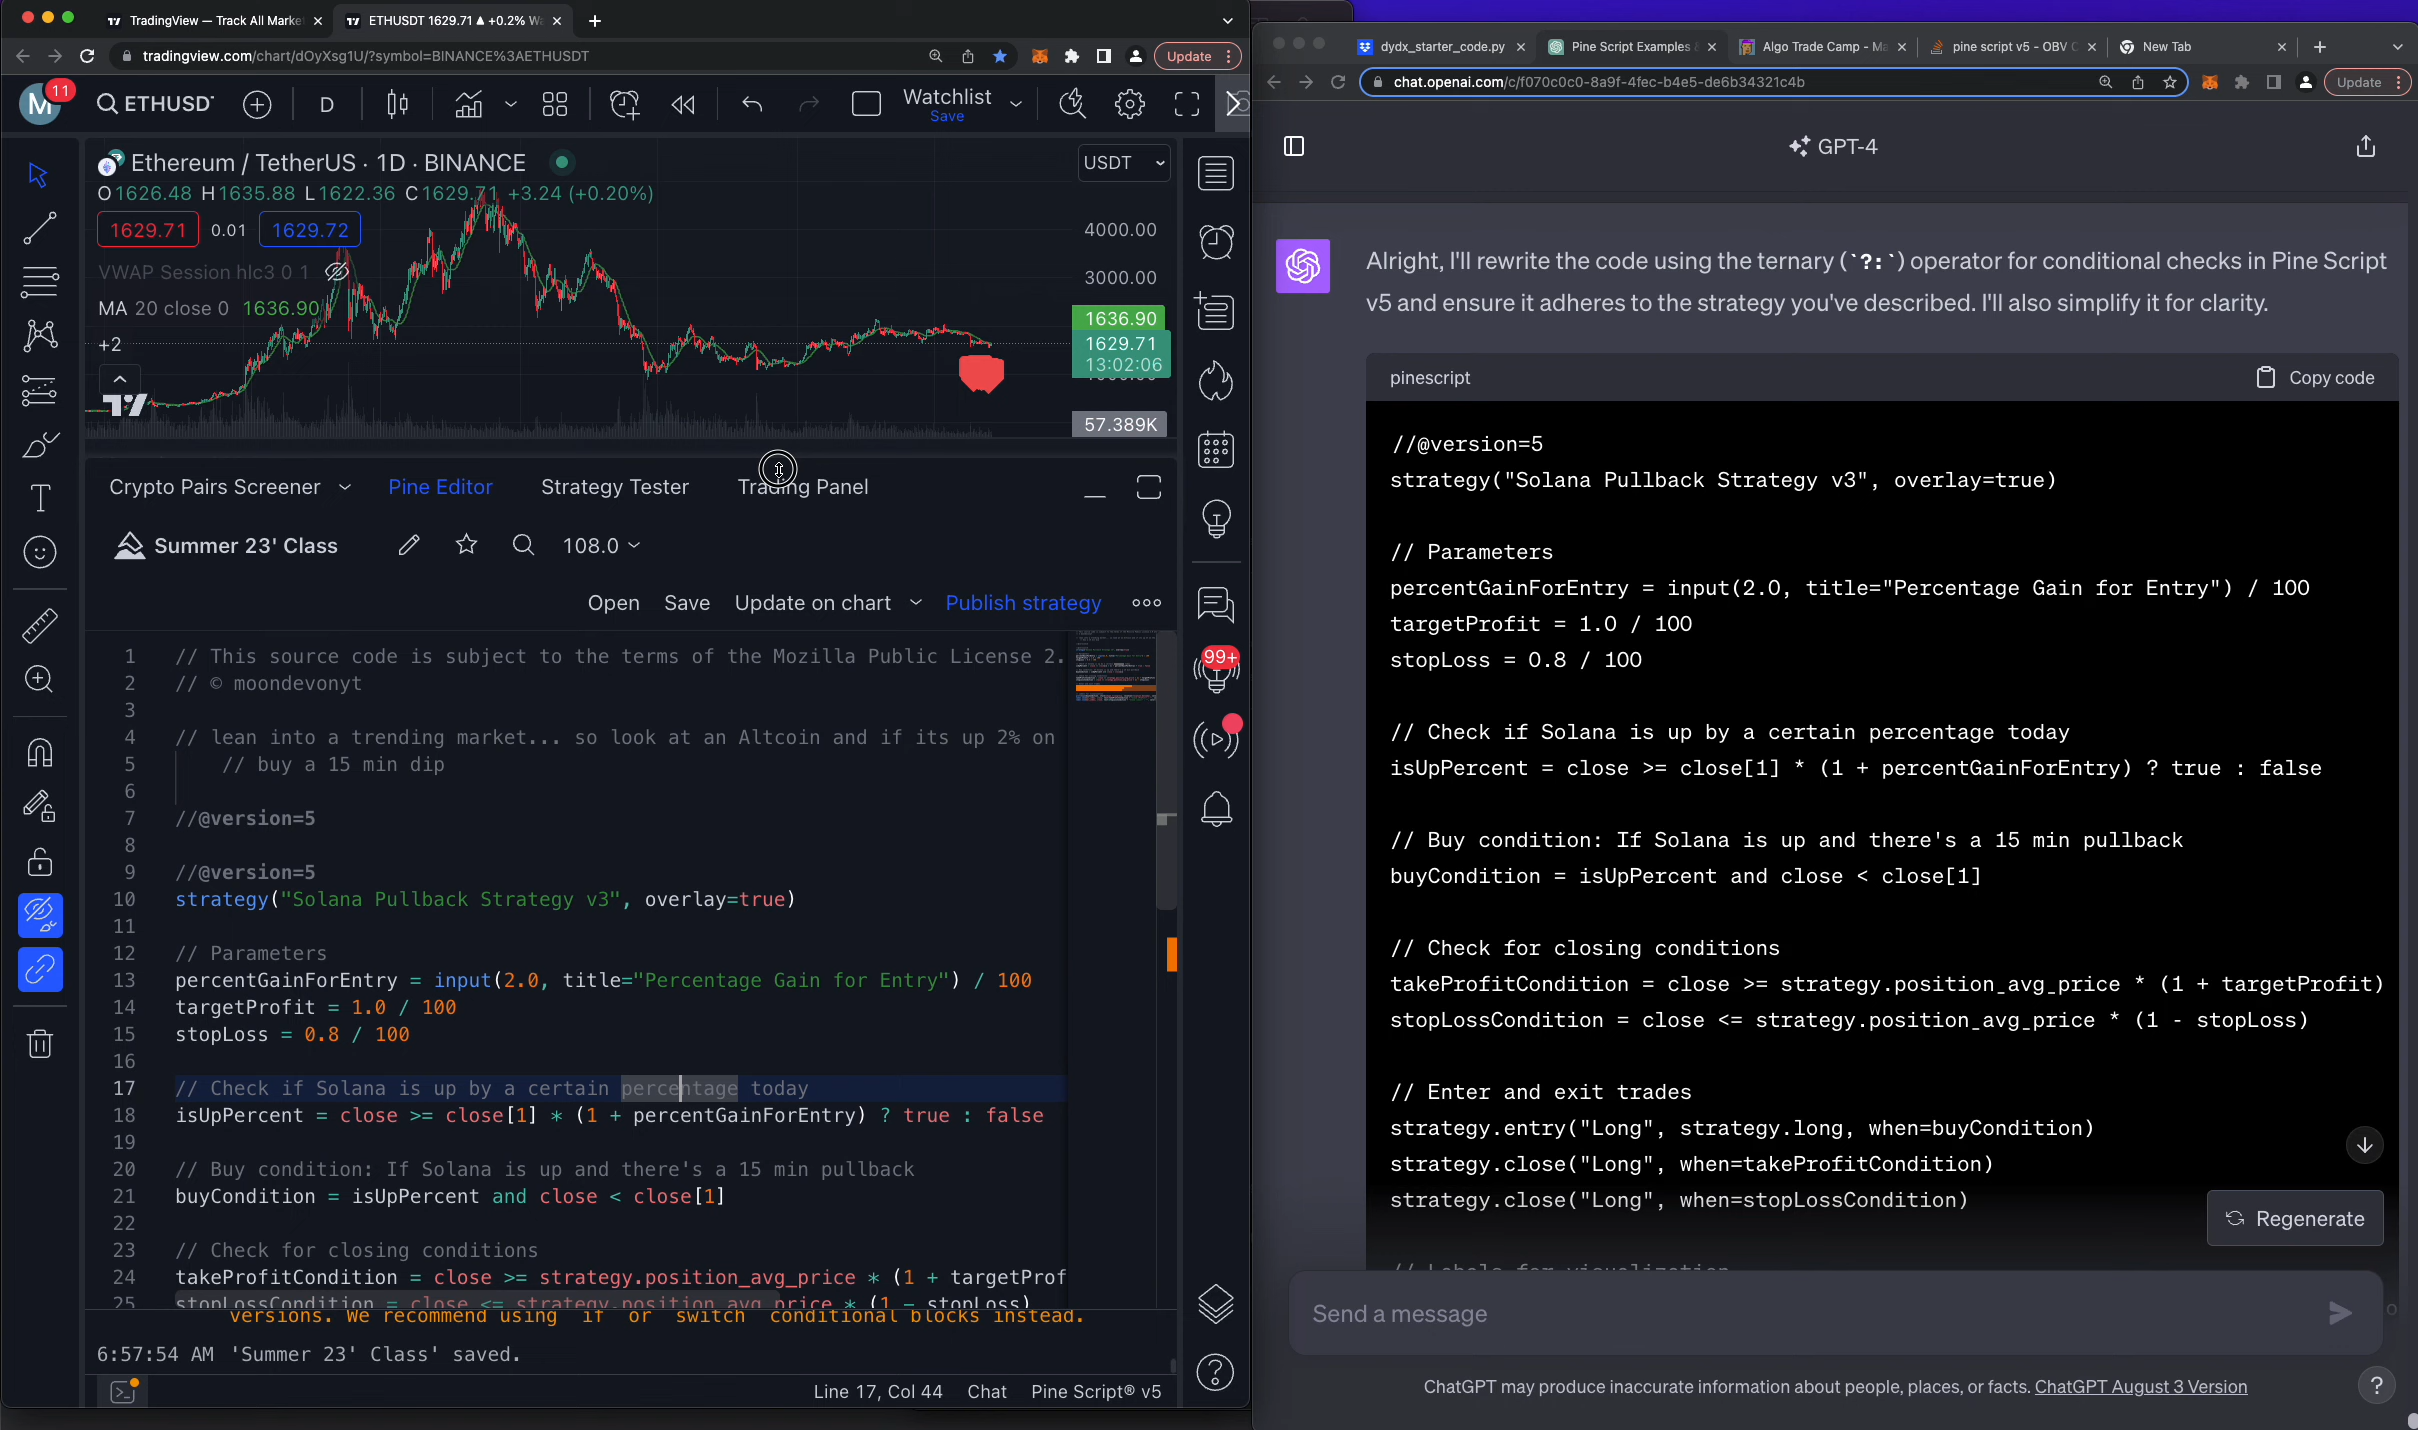 TradingView — Track All Marke
ETHUSDT 1629.71 ▲ +0.2% W
tradingview.com/chart/dOyXsg1U/?symbol=BINANCE%3AETHUSDT
Update
M
11
ETHUSD
D
Watchlist
Save
Ethereum / TetherUS · 1D · BINANCE
USDT
O1626.48 H1635.88 L1622.36 C1629.71 +3.24 (+0.20%)
1629.71 0.01 1629.72
VWAP Session hlc3 0 1
MA 20 close 0 1636.90
+2
4000.00
3000.00
1636.90
1629.71
13:02:06
57.389K
Crypto Pairs Screener
Pine Editor
Strategy Tester
Trading Panel
Summer 23' Class
108.0
Open
Save
Update on chart
Publish strategy
1 // This source code is subject to the terms of the Mozilla Public License 2.
2 // © moondevonyt
3
4 // lean into a trending market... so look at an Altcoin and if its up 2% on
5 // buy a 15 min dip
6
7 //@version=5
8
9 //@version=5
10 strategy("Solana Pullback Strategy v3", overlay=true)
11
12 // Parameters
13 percentGainForEntry = input(2.0, title="Percentage Gain for Entry") / 100
14 targetProfit = 1.0 / 100
15 stopLoss = 0.8 / 100
16
17 // Check if Solana is up by a certain percentage today
18 isUpPercent = close >= close[1] * (1 + percentGainForEntry) ? true : false
19
20 // Buy condition: If Solana is up and there's a 15 min pullback
21 buyCondition = isUpPercent and close < close[1]
22
23 // Check for closing conditions
24 takeProfitCondition = close >= strategy.position_avg_price * (1 + targetProf
25 stopLossCondition = close <= strategy.position_avg_price * (1 - stopLoss)
versions. We recommend using `if` or `switch` conditional blocks instead.
6:57:54 AM 'Summer 23' Class' saved.
Line 17, Col 44
Chat
Pine Script® v5
99+
dydx_starter_code.py
Pine Script Examples &
Algo Trade Camp - Ma
pine script v5 - OBV C
New Tab
chat.openai.com/c/f070c0c0-8a9f-4fec-b4e5-de6b34321c4b
Update
GPT-4
Alright, I'll rewrite the code using the ternary (`?:`) operator for conditional checks in Pine Script
v5 and ensure it adheres to the strategy you've described. I'll also simplify it for clarity.
pinescript
Copy code
//@version=5
strategy("Solana Pullback Strategy v3", overlay=true)
// Parameters
percentGainForEntry = input(2.0, title="Percentage Gain for Entry") / 100
targetProfit = 1.0 / 100
stopLoss = 0.8 / 100
// Check if Solana is up by a certain percentage today
isUpPercent = close >= close[1] * (1 + percentGainForEntry) ? true : false
// Buy condition: If Solana is up and there's a 15 min pullback
buyCondition = isUpPercent and close < close[1]
// Check for closing conditions
takeProfitCondition = close >= strategy.position_avg_price * (1 + targetProfit)
stopLossCondition = close <= strategy.position_avg_price * (1 - stopLoss)
// Enter and exit trades
strategy.entry("Long", strategy.long, when=buyCondition)
strategy.close("Long", when=takeProfitCondition)
strategy.close("Long", when=stopLossCondition)
// Labels for visualization
Regenerate
Send a message
ChatGPT may produce inaccurate information about people, places, or facts. ChatGPT August 3 Version
?